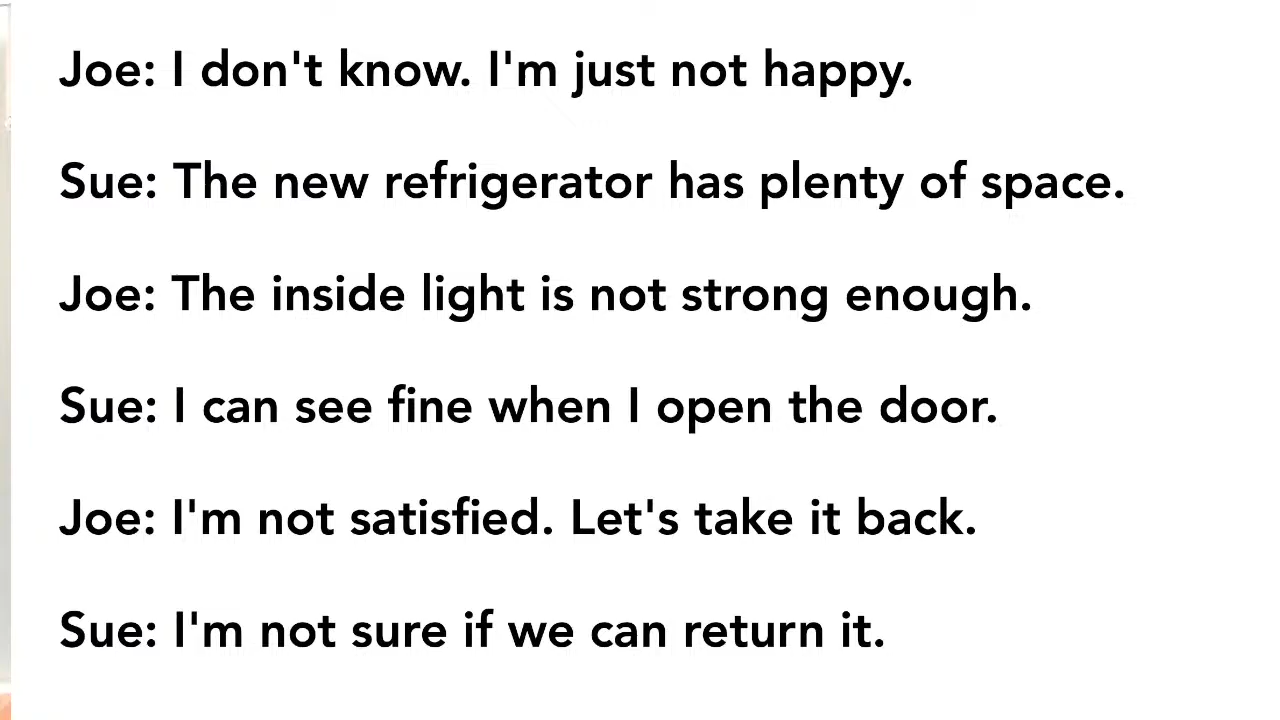 Joe: I don't know. I'm just not happy.
Sue: The new refrigerator has plenty of space.
Joe: The inside light is not strong enough.
Sue: I can see fine when I open the door.
Joe: I'm not satisfied. Let's take it back.
Sue: I'm not sure if we can return it.